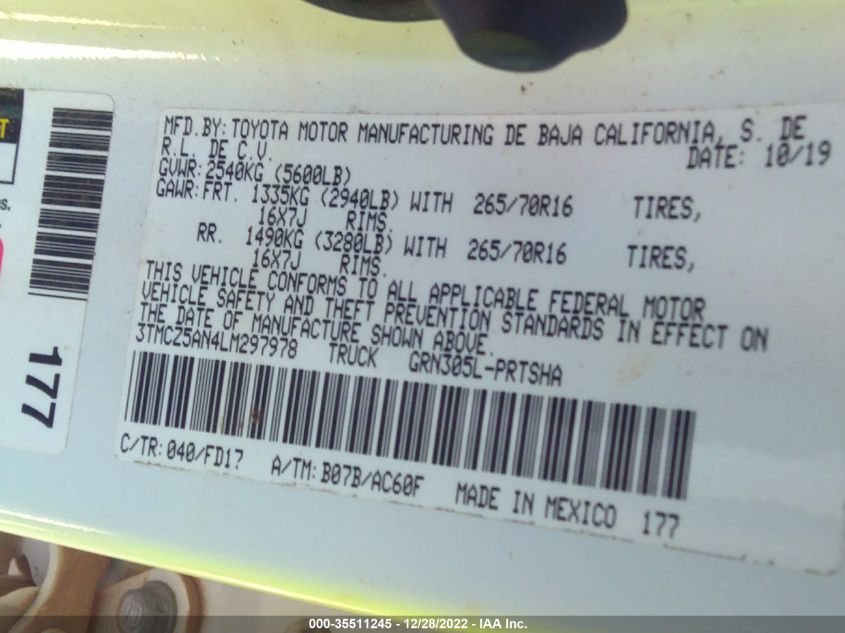 MFD.BY: TOYOTA MOTOR MANUFACTURING DE BAJA CALIFORNIA, S. DE
R.L. DE C.V. DATE: 10/19
GVWR: 2540KG (5600LB)
GAWR: FRT. 1335KG (2940LB) WITH 265/70R16 TIRES,
16X7J RIMS.
RR. 1490KG (3280LB) WITH 265/70R16 TIRES,
16X7J RIMS.
THIS VEHICLE CONFORMS TO ALL APPLICABLE FEDERAL MOTOR
VEHICLE SAFETY AND THEFT PREVENTION STANDARDS IN EFFECT ON
THE DATE OF MANUFACTURE SHOWN ABOVE.
3TMCZ5AN4LM297978 TRUCK GRN305L-PRTSHA
C/TR: 040/FD17 A/TM: B07B/AC60F MADE IN MEXICO 177
177
000-35511245 - 12/28/2022 - IAA Inc.